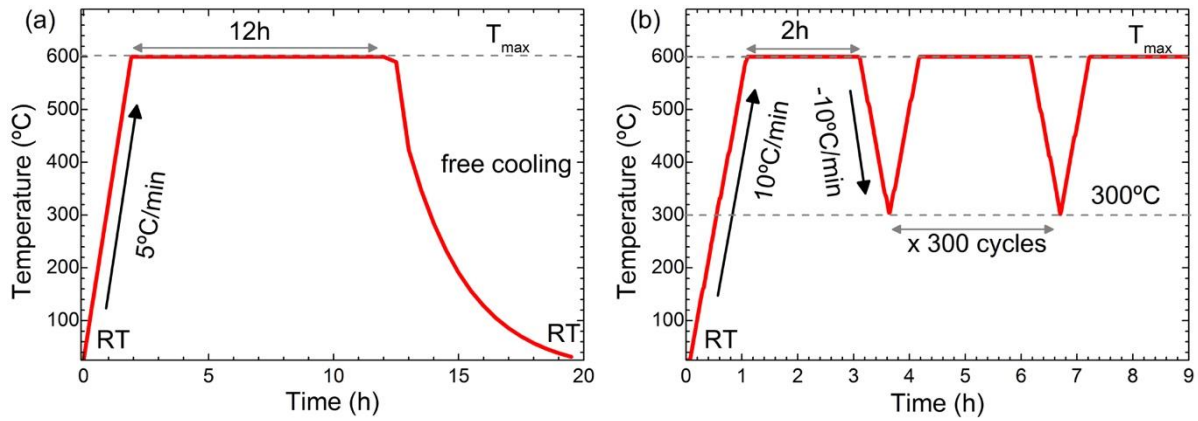 (a)
12h
T_max
600
500
400
300
200
100
Temperature (ºC)
5ºC/min
free cooling
RT
RT
0
5
10
15
20
Time (h)
(b)
2h
T_max
600
500
400
300
200
100
Temperature (ºC)
10ºC/min
-10ºC/min
300ºC
x 300 cycles
RT
0
1
2
3
4
5
6
7
8
9
Time (h)